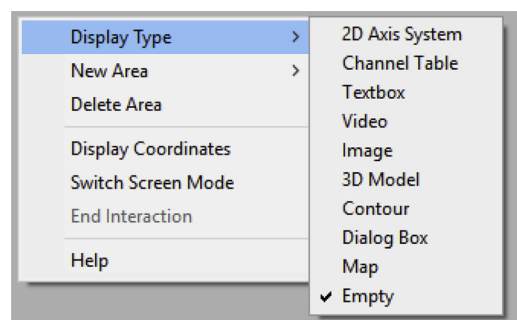 Display Type
New Area
Delete Area
Display Coordinates
Switch Screen Mode
End Interaction
Help
2D Axis System
Channel Table
Textbox
Video
Image
3D Model
Contour
Dialog Box
Map
Empty